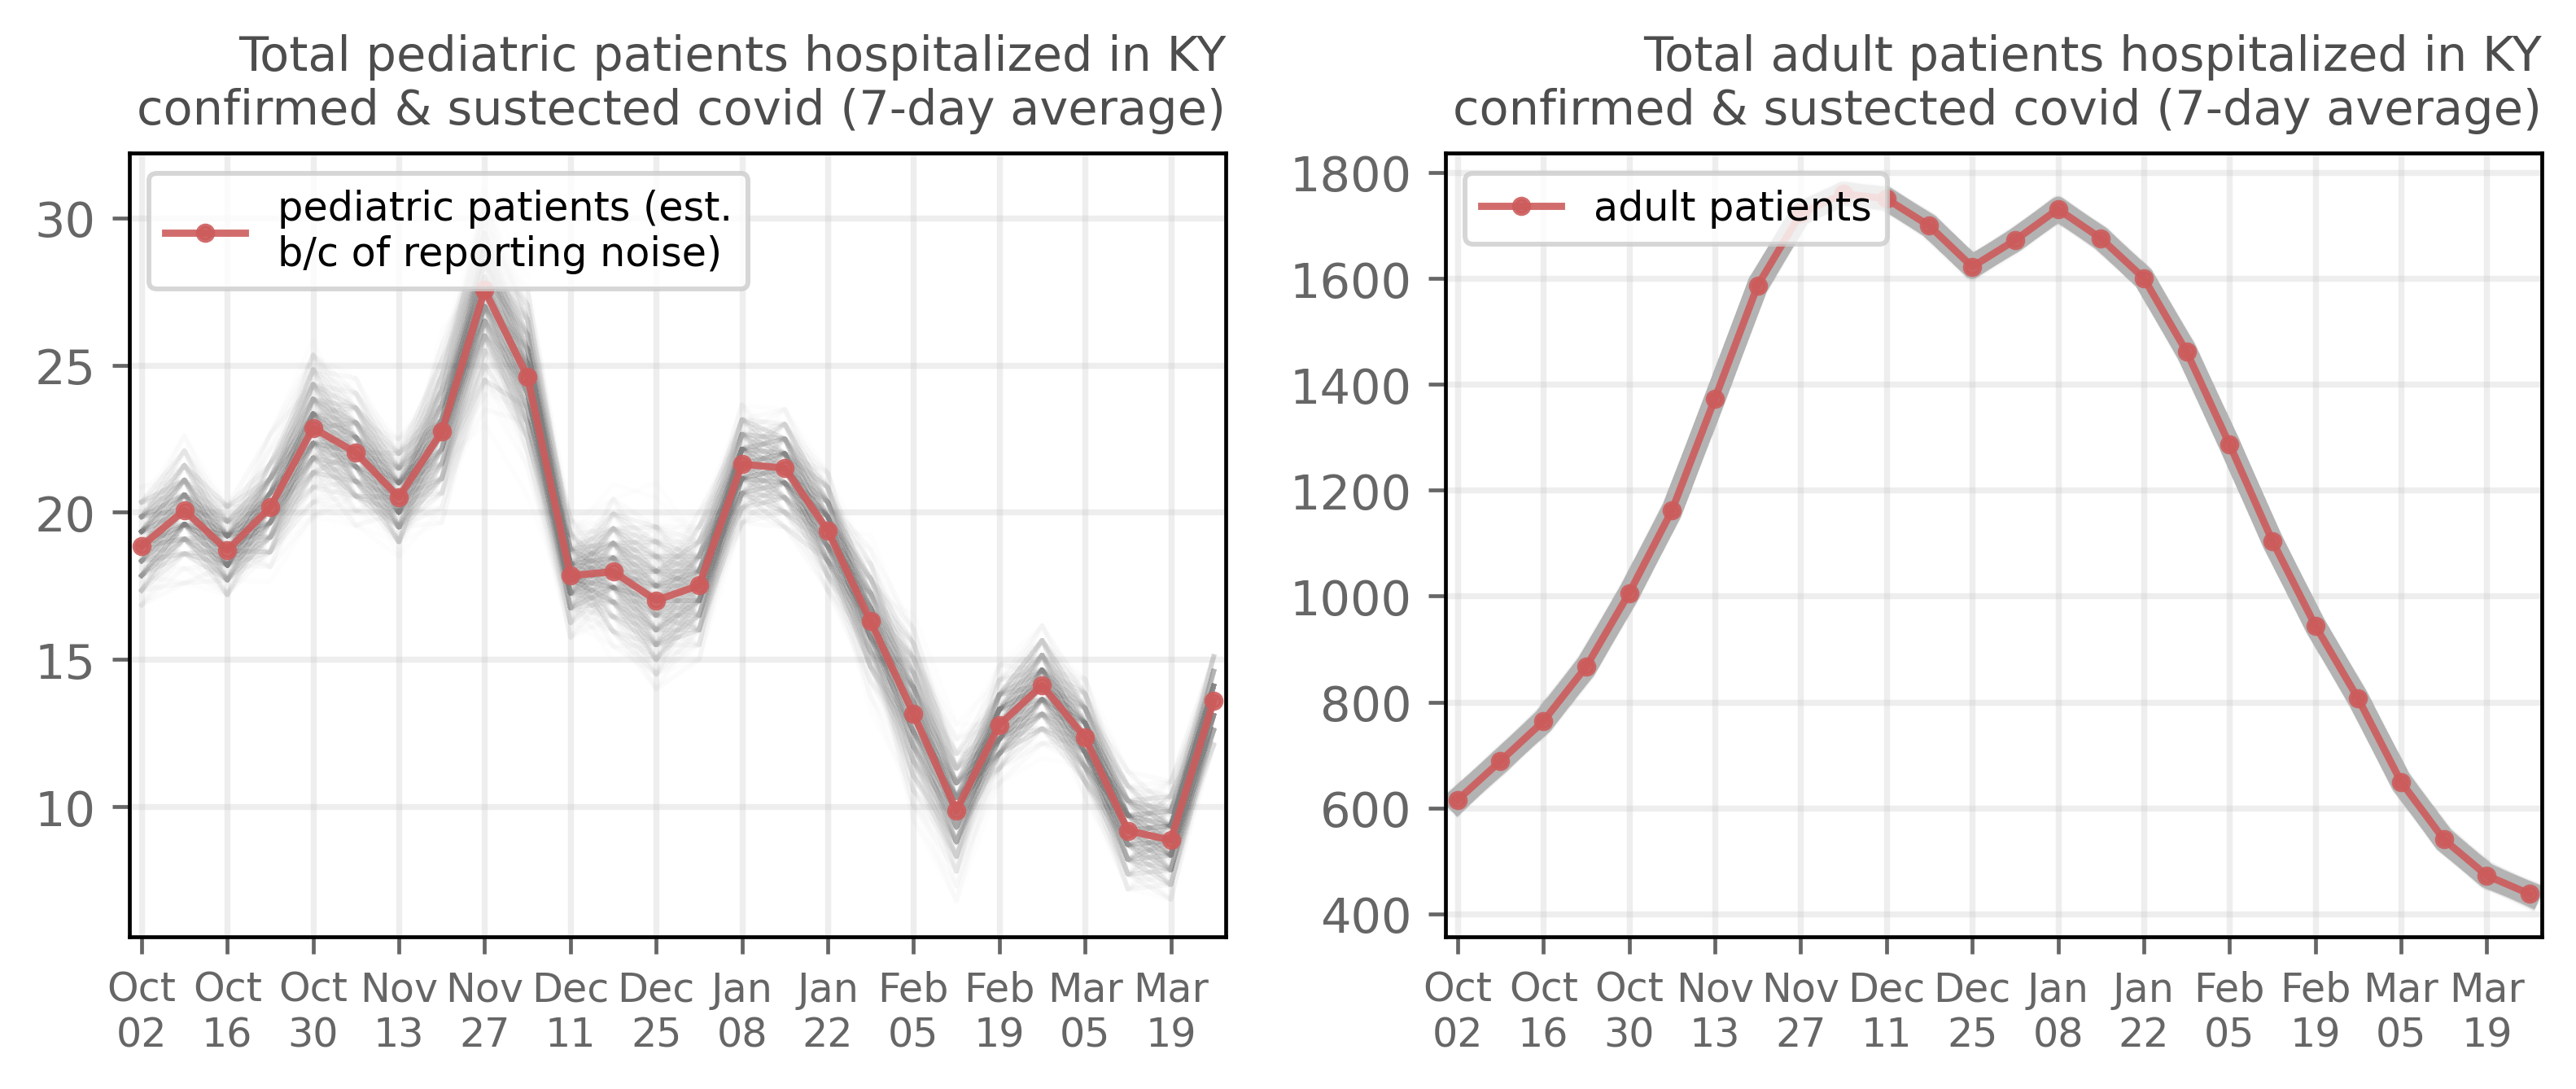 Total pediatric patients hospitalized in KY
confirmed & sustected covid (7-day average)
pediatric patients (est.
b/c of reporting noise)
30
25
20
15
10
Oct Oct Oct Nov Nov Dec Dec Jan Jan Feb Feb Mar Mar
02 16 30 13 27 11 25 08 22 05 19 05 19
Total adult patients hospitalized in KY
confirmed & sustected covid (7-day average)
adult patients
1800
1600
1400
1200
1000
800
600
400
Oct Oct Oct Nov Nov Dec Dec Jan Jan Feb Feb Mar Mar
02 16 30 13 27 11 25 08 22 05 19 05 19